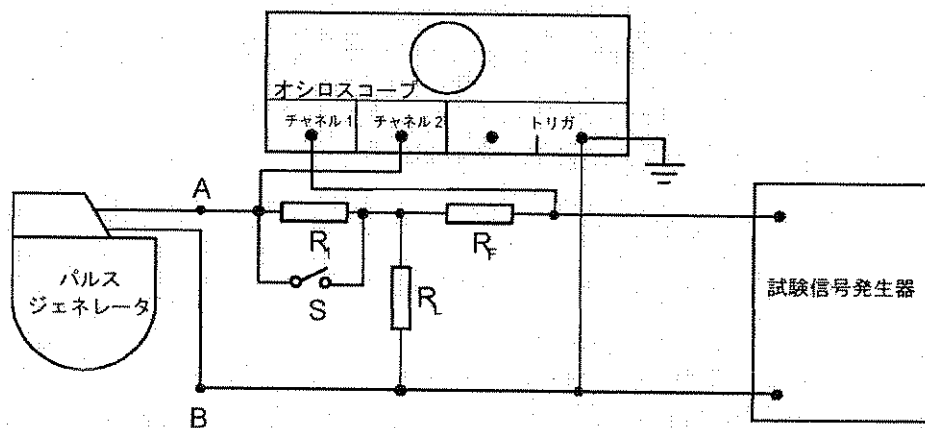 オシロスコープ
チャネル1
チャネル2
トリガ
A
R1
RF
パルス
ジェネレータ
S
RL
試験信号発生器
B